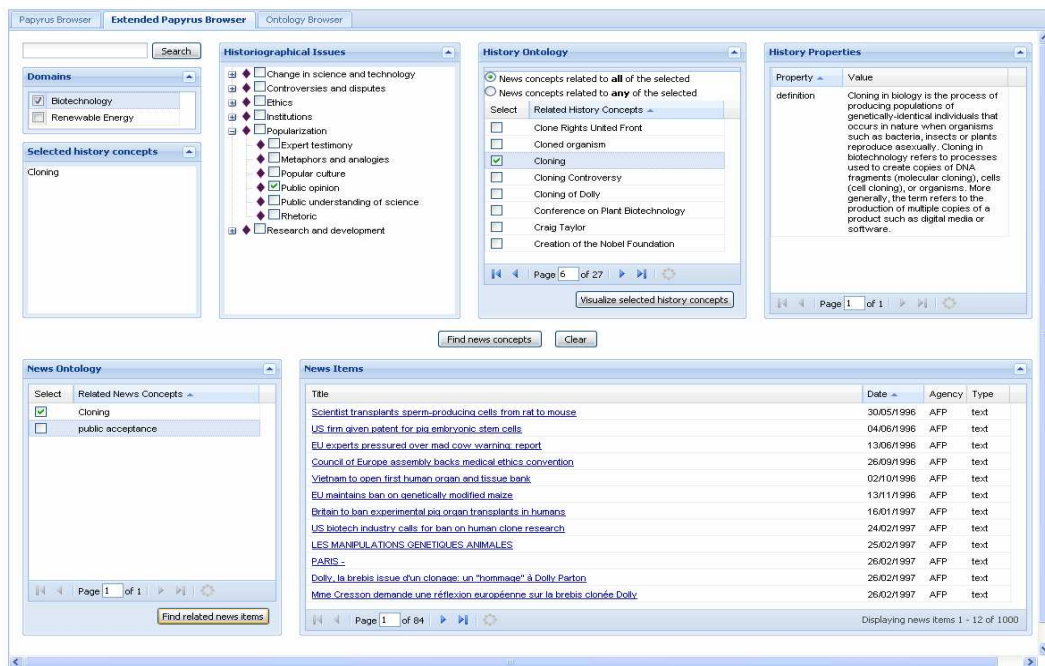 Papyrus Browser
Extended Papyrus Browser
Ontology Browser
Search
Domains
Biotechnology
Renewable Energy
Selected history concepts
Cloning
Historiographical Issues
Change in science and technology
Controversies and disputes
Ethics
Institutions
Popularization
Expert testimony
Metaphors and analogies
Popular culture
Public opinion
Public understanding of science
Rhetoric
Research and development
History Ontology
News concepts related to all of the selected
News concepts related to any of the selected
Select Related History Concepts
Clone Rights United Front
Cloned organism
Cloning
Cloning Controversy
Cloning of Dolly
Conference on Plant Biotechnology
Craig Taylor
Creation of the Nobel Foundation
Page 6 of 27
Visualize selected history concepts
History Properties
Property Value
definition Cloning in biology is the process of
producing populations of
genetically-identical individuals that
occurs in nature when organisms
such as bacteria, insects or plants
reproduce asexually. Cloning in
biotechnology refers to processes
used to create copies of DNA
fragments (molecular cloning), cells
(cell cloning), or organisms. More
generally, the term refers to the
production of multiple copies of a
product such as digital media or
software.
Page 1 of 1
Find news concepts Clear
News Ontology
Select Related News Concepts
Cloning
public acceptance
Page 1 of 1
Find related news items
News Items
Title Date Agency Type
Scientist transplants sperm-producing cells from rat to mouse 30/05/1996 AFP text
US firm given patent for pig embryonic stem cells 04/06/1996 AFP text
EU experts pressured over mad cow warning: report 13/06/1996 AFP text
Council of Europe assembly backs medical ethics convention 26/09/1996 AFP text
Vietnam to open first human organ and tissue bank 02/10/1996 AFP text
EU maintains ban on genetically modified maize 13/11/1996 AFP text
Britain to ban experimental pig organ transplants in humans 16/01/1997 AFP text
US biotech industry calls for ban on human clone research 24/02/1997 AFP text
LES MANIPULATIONS GENETIQUES ANIMALES 25/02/1997 AFP text
PARIS - 26/02/1997 AFP text
Dolly, la brebis issue d'un clonage: un "hommage" à Dolly Parton 26/02/1997 AFP text
Mme Cresson demande une réflexion européenne sur la brebis clonée Dolly 26/02/1997 AFP text
Page 1 of 84
Displaying news items 1 - 12 of 1000